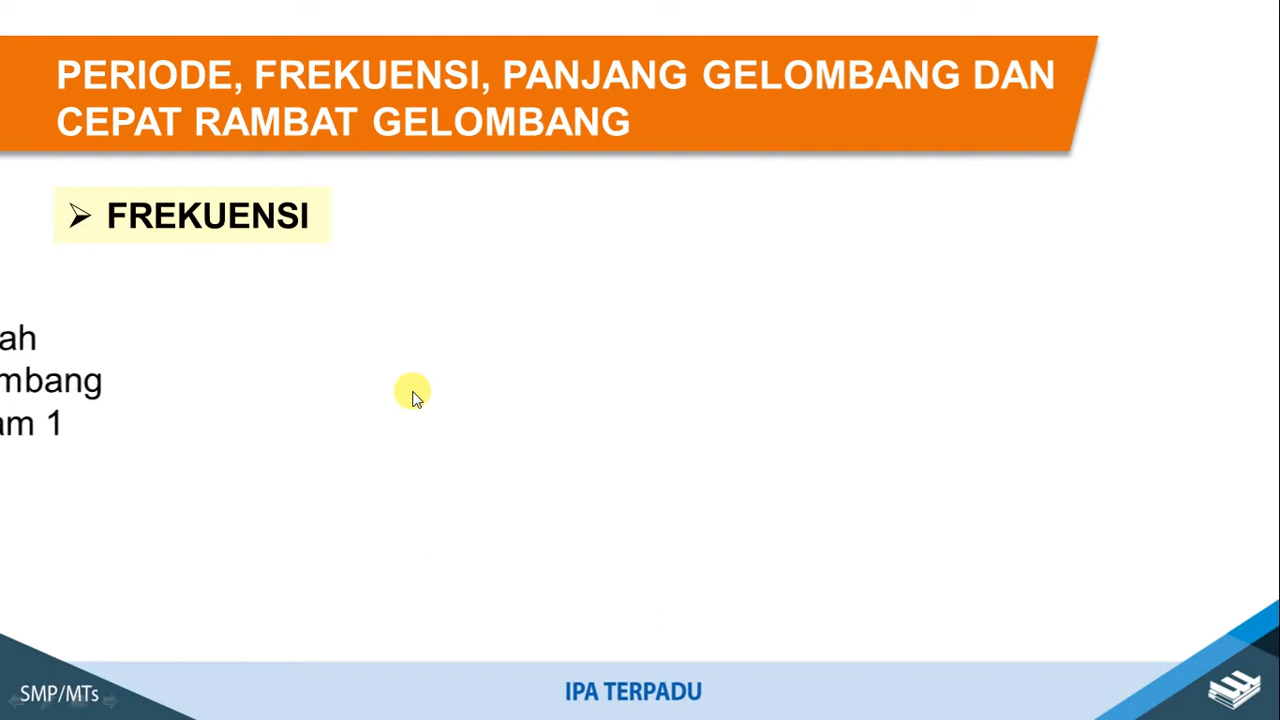 PERIODE, FREKUENSI, PANJANG GELOMBANG DAN
CEPAT RAMBAT GELOMBANG
➢ FREKUENSI
ah
mbang
am 1
SMP/MTs
IPA TERPADU